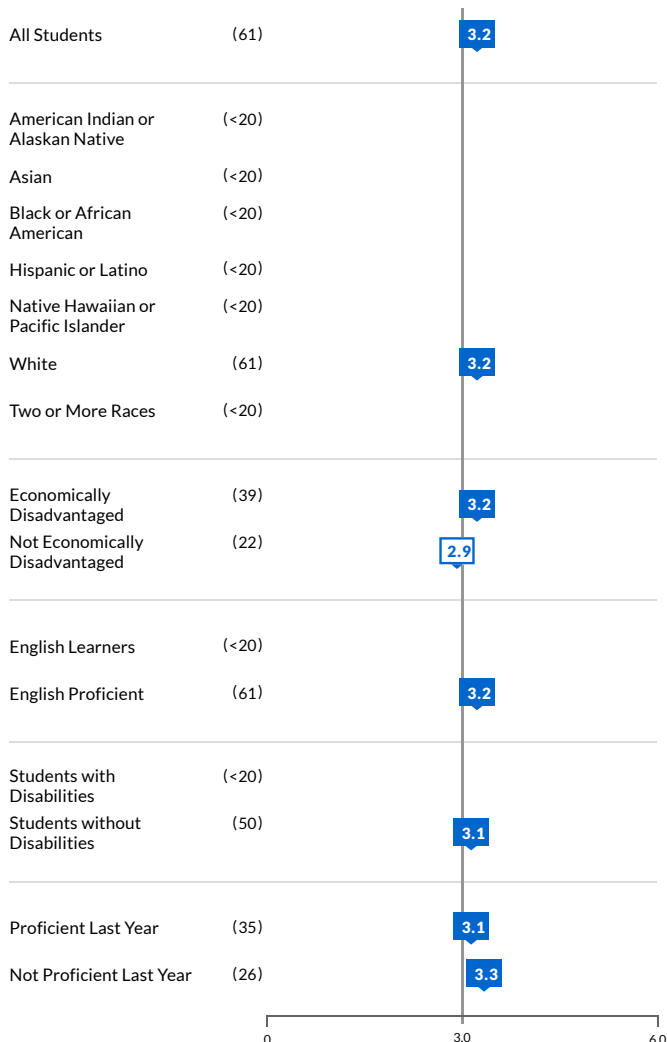 All Students (61) 3.2
American Indian or (<20)
Alaskan Native
Asian (<20)
Black or African (<20)
American
Hispanic or Latino (<20)
Native Hawaiian or (<20)
Pacific Islander
White (61) 3.2
Two or More Races (<20)
Economically (39) 3.2
Disadvantaged
Not Economically (22) 2.9
Disadvantaged
English Learners (<20)
English Proficient (61) 3.2
Students with (<20)
Disabilities
Students without (50) 3.1
Disabilities
Proficient Last Year (35) 3.1
Not Proficient Last Year (26) 3.3
0 3.0 6.0